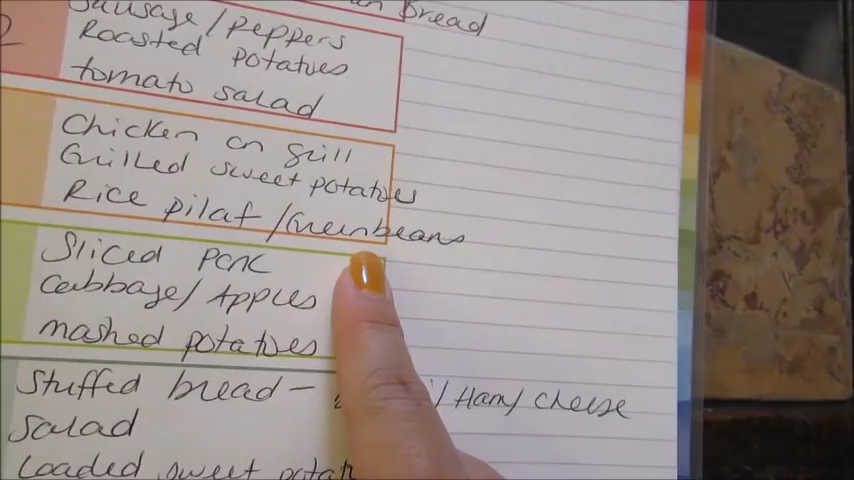 Bread
Sausage/Peppers
Roasted potatoes
tomato salad
Chicken on grill
Grilled sweet potatoes
Rice pilaf/Greenbeans
Sliced Pork
Cabbage/Apples
mashed potatoes
Stuffed bread - /Ham/cheese
Salad
Loaded sweet